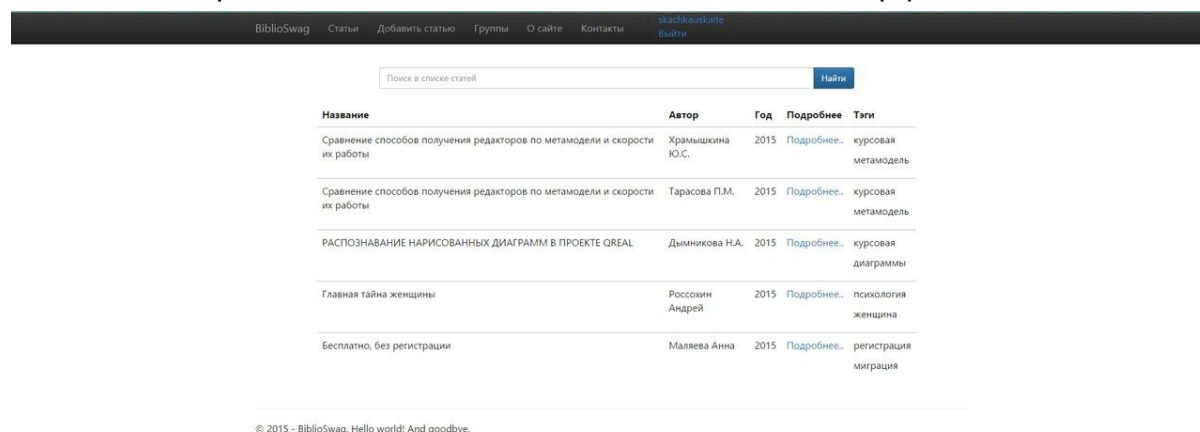 skachkauskaite
BiblioSwag Статьи Добавить статью Группы О сайте Контакты
Выйти
Поиск в списке статей Найти
Название Автор Год Подробнее Тэги
Сравнение способов получения редакторов по метамодели и скорости Храмышкина 2015 Подробнее.. курсовая
их работы Ю.С.
метамодель
Сравнение способов получения редакторов по метамодели и скорости Тарасова П.М. 2015 Подробнее.. курсовая
их работы
метамодель
РАСПОЗНАВАНИЕ НАРИСОВАННЫХ ДИАГРАММ В ПРОЕКТЕ QREAL Дымникова Н.А. 2015 Подробнее.. курсовая
диаграммы
Главная тайна женщины Россохин 2015 Подробнее.. психология
Андрей
женщина
Бесплатно, без регистрации Маляева Анна 2015 Подробнее.. регистрация
миграция
© 2015 - BiblioSwag. Hello world! And goodbye.